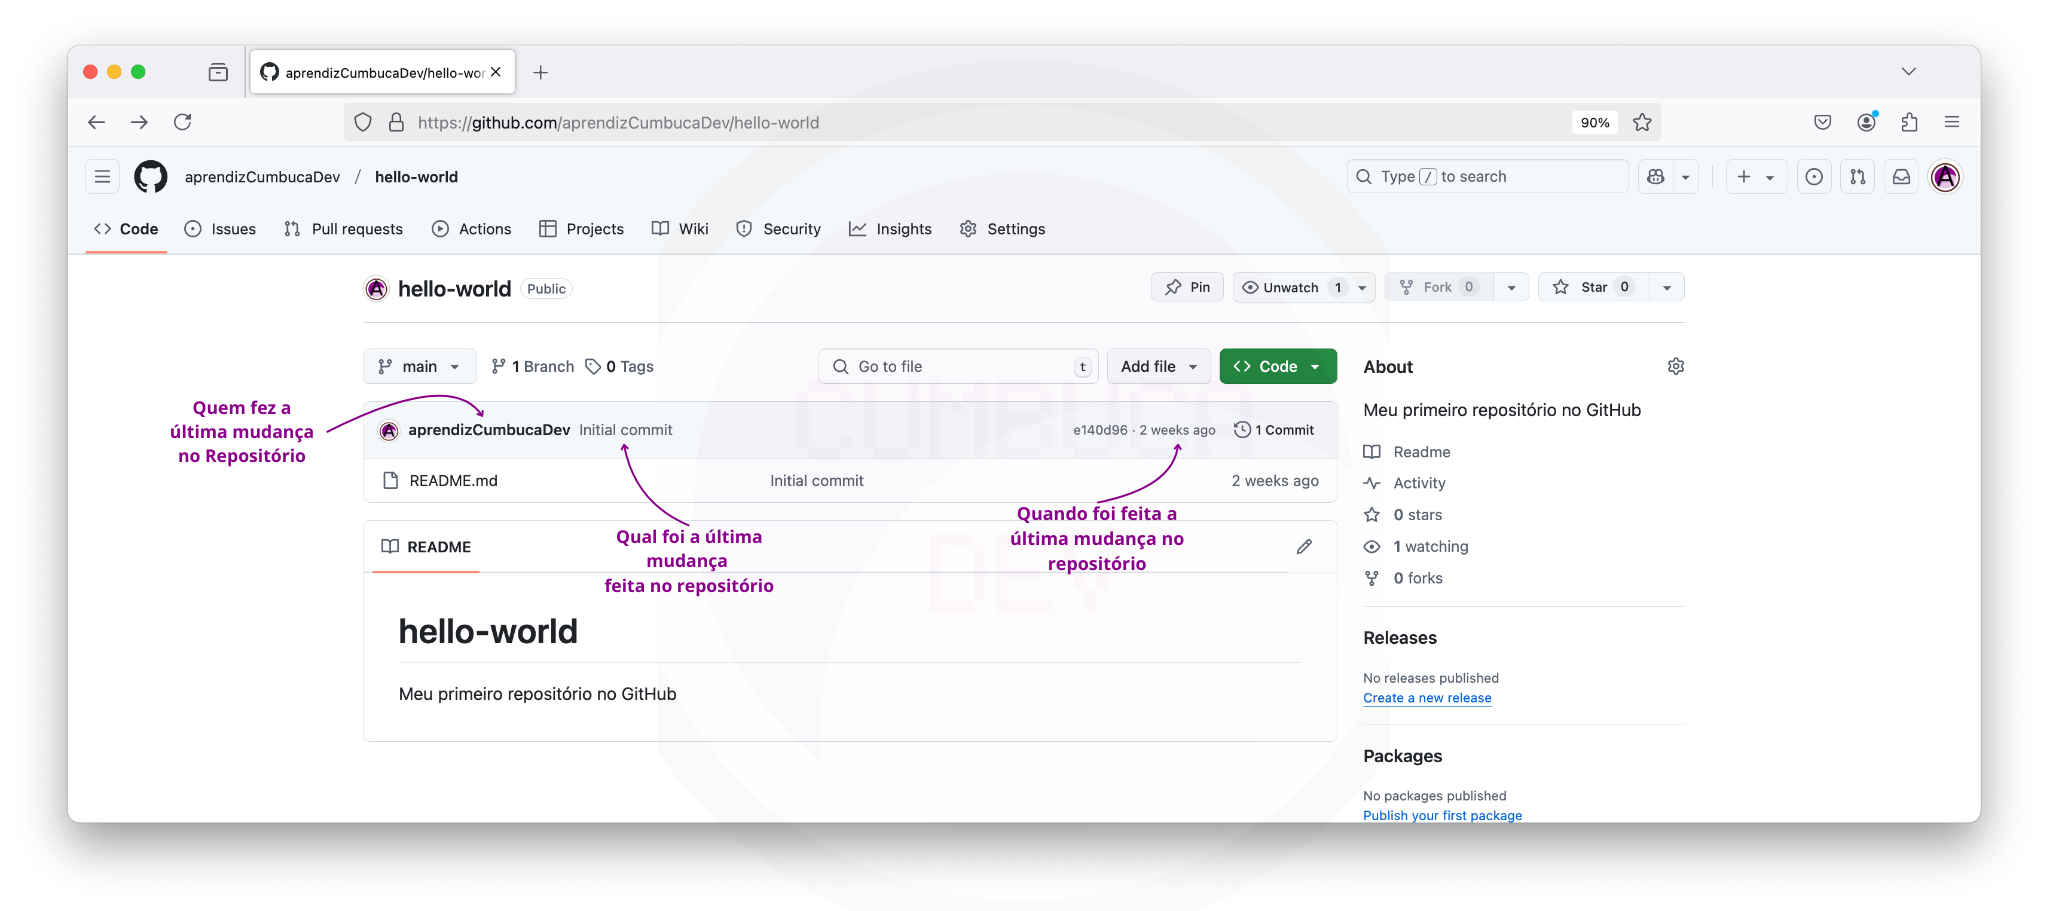 aprendizCumbucaDev/hello-wor
https://github.com/aprendizCumbucaDev/hello-world
90%
aprendizCumbucaDev / hello-world
Type / to search
Code
Issues
Pull requests
Actions
Projects
Wiki
Security
Insights
Settings
hello-world
Public
Pin
Unwatch 1
Fork 0
Star 0
main
1 Branch
0 Tags
Go to file
t
Add file
Code
Quem fez a
última mudança
no Repositório
aprendizCumbucaDev Initial commit
e140d96 · 2 weeks ago
1 Commit
README.md
Initial commit
2 weeks ago
Qual foi a última
mudança
feita no repositório
Quando foi feita a
última mudança no
repositório
README
hello-world
Meu primeiro repositório no GitHub
About
Meu primeiro repositório no GitHub
Readme
Activity
0 stars
1 watching
0 forks
Releases
No releases published
Create a new release
Packages
No packages published
Publish your first package
CUMBUCA
DEV